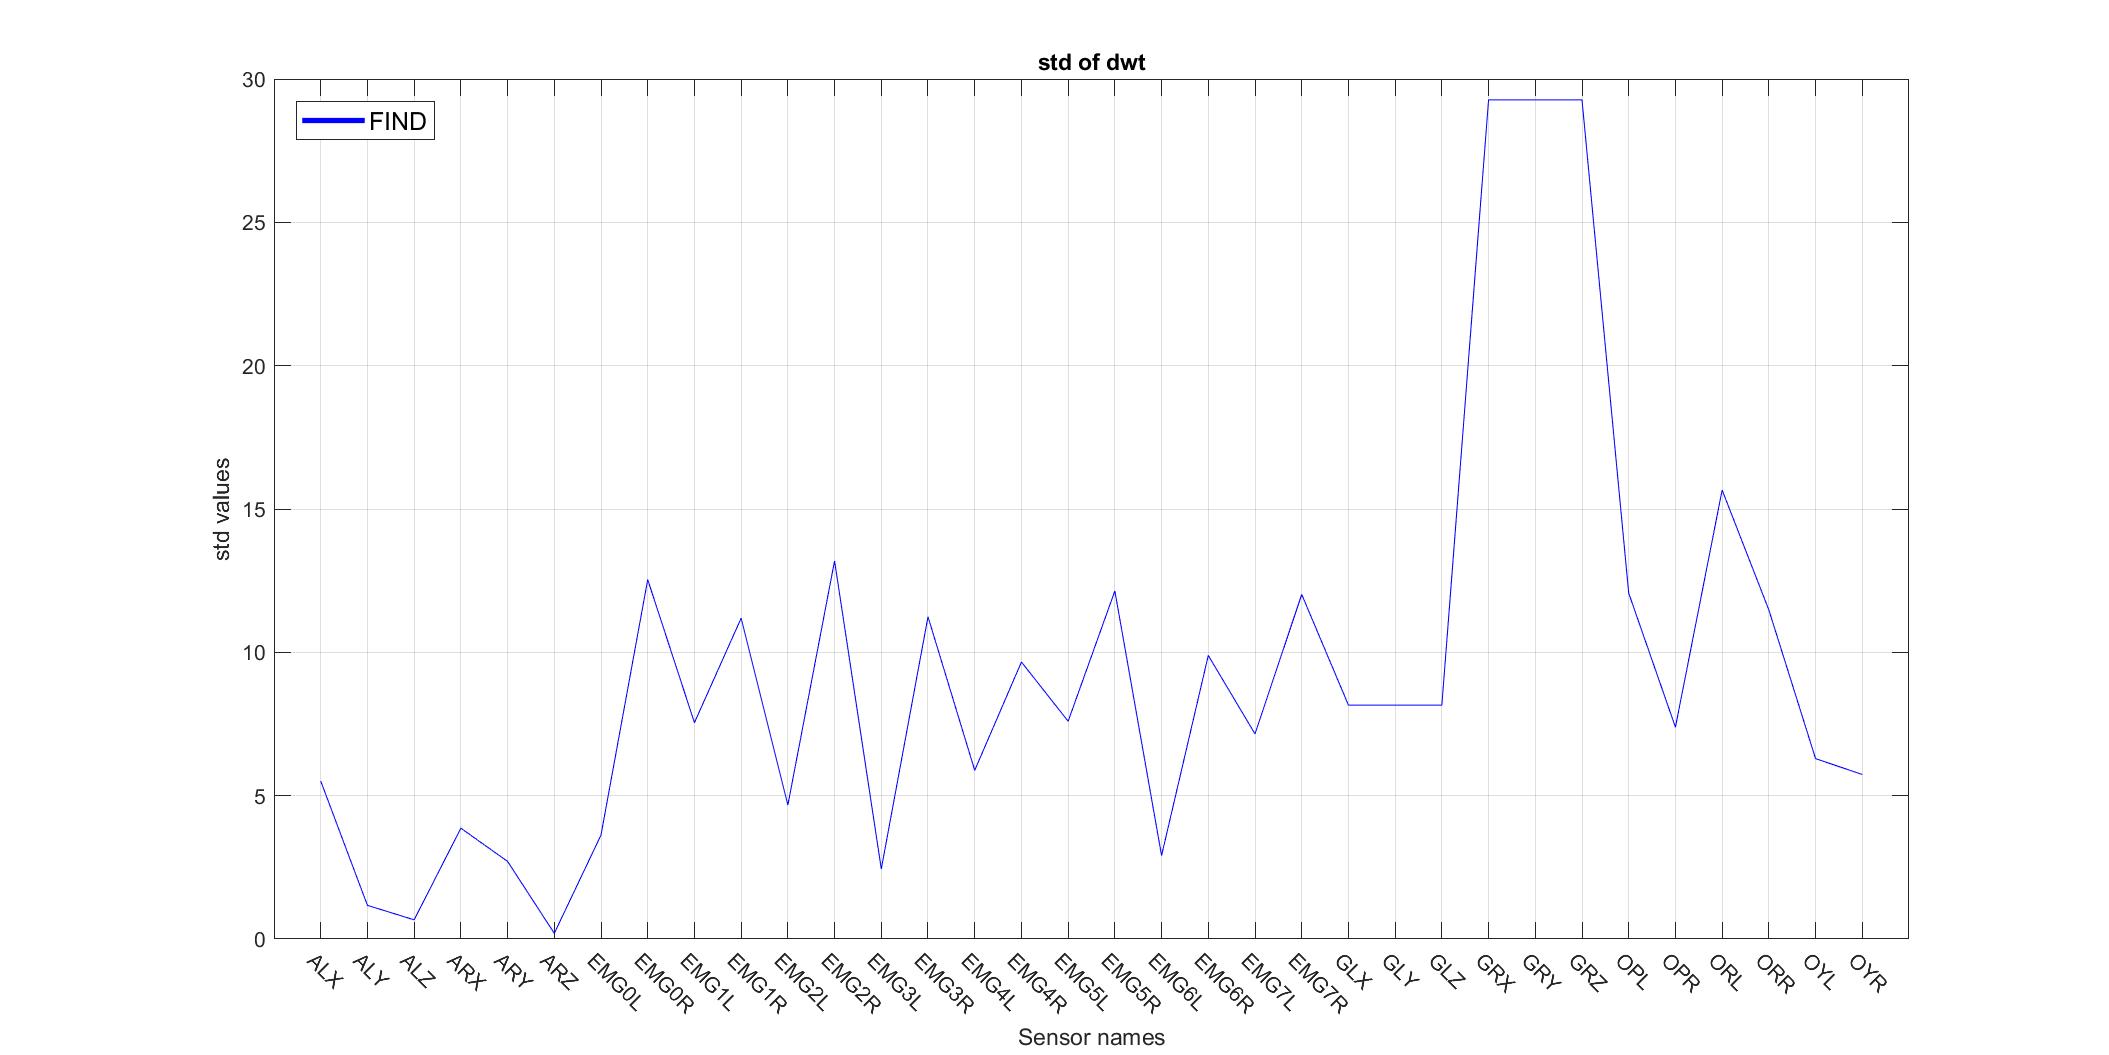 std of dwt
FIND
30
25
20
15
10
5
0
std values
ALX
ALY
ALZ
ARX
ARY
ARZ
EMG0L
EMG0R
EMG1L
EMG1R
EMG2L
EMG2R
EMG3L
EMG3R
EMG4L
EMG4R
EMG5L
EMG5R
EMG6L
EMG6R
EMG7L
EMG7R
GLX
GLY
GLZ
GRX
GRY
GRZ
OPL
OPR
ORL
ORR
OYL
OYR
Sensor names